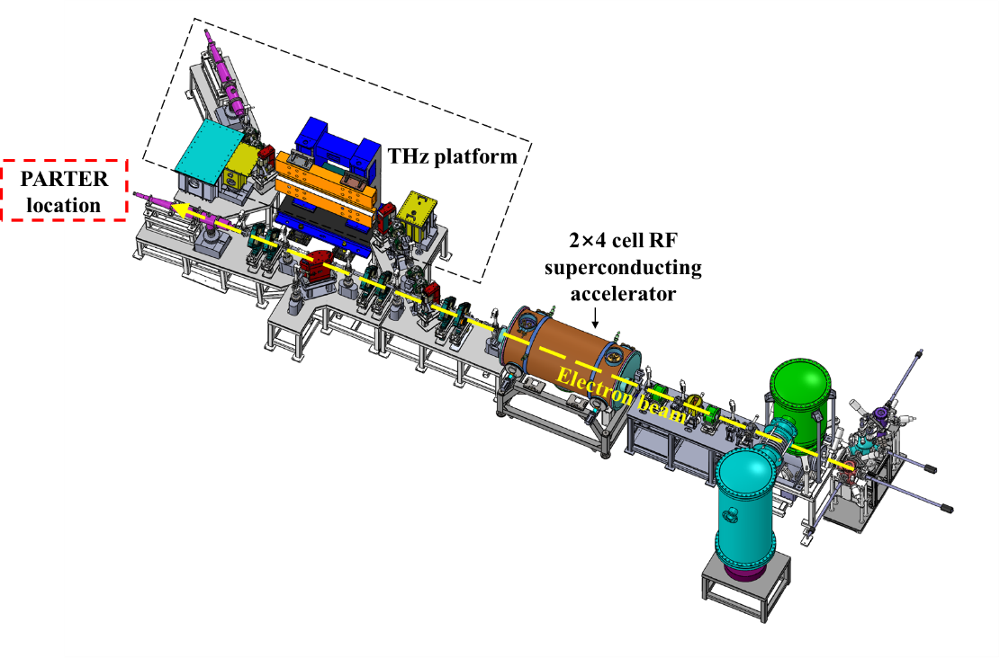 THz platform
PARTER
location
2×4 cell RF
superconducting
accelerator
Electron beam